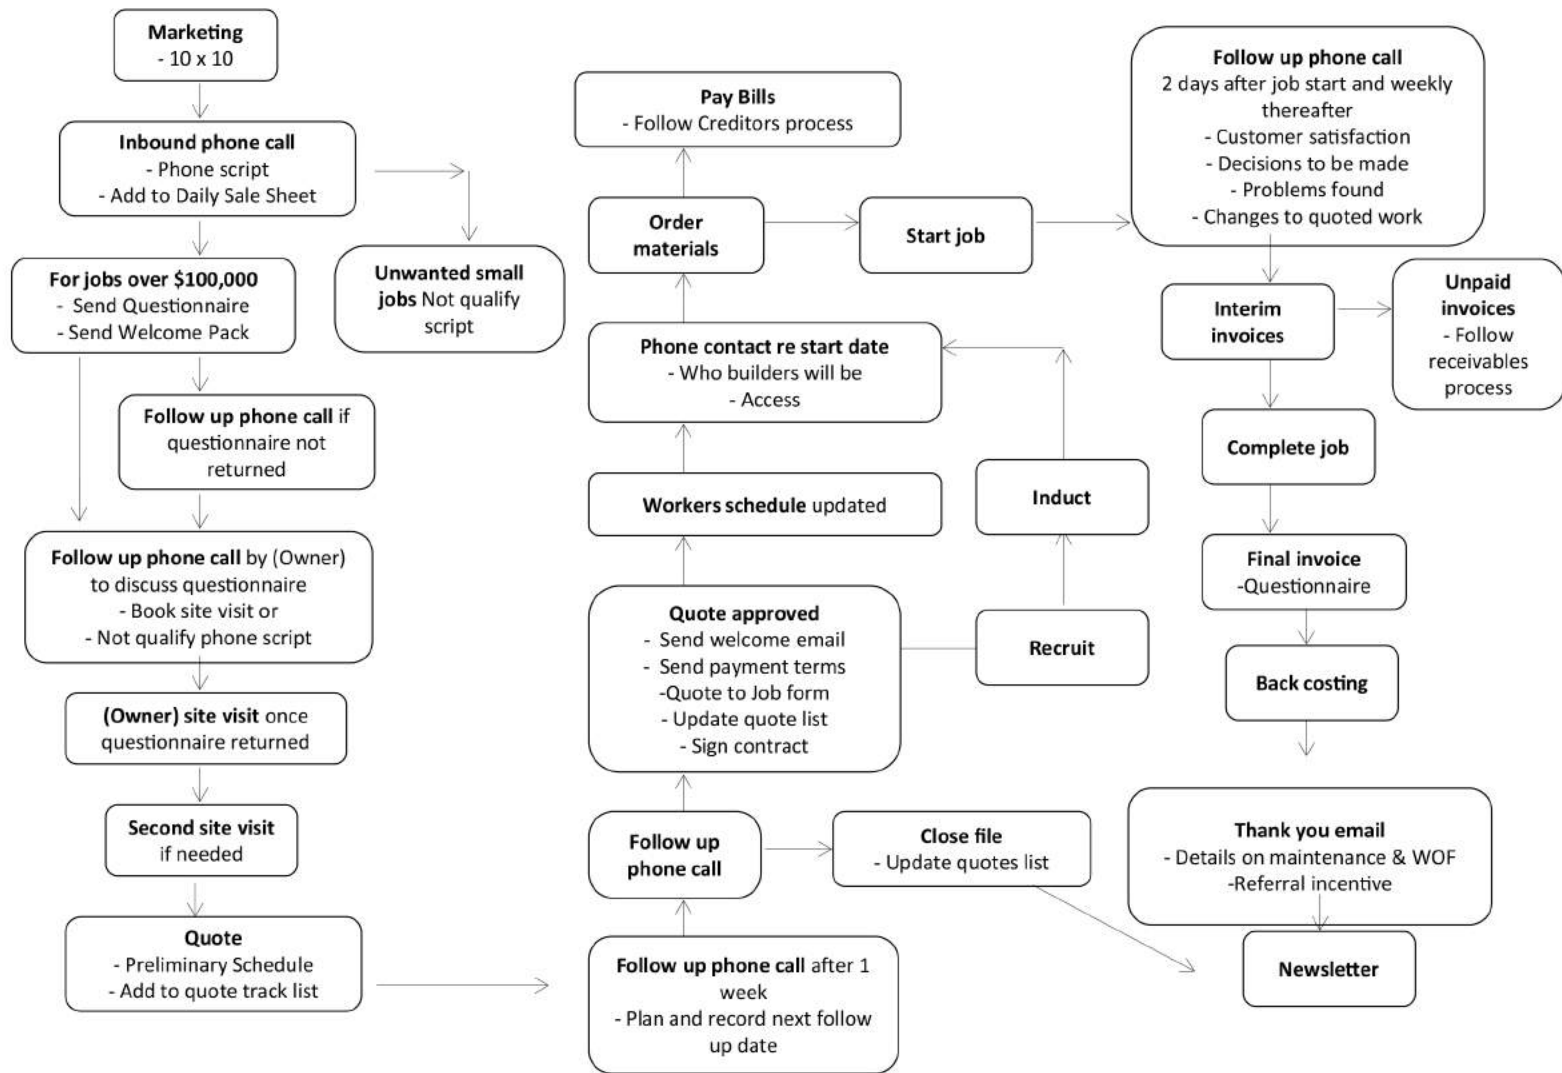 Marketing
- 10 x 10
Inbound phone call
- Phone script
- Add to Daily Sale Sheet
For jobs over $100,000
- Send Questionnaire
- Send Welcome Pack
Unwanted small
jobs Not qualify
script
Follow up phone call if
questionnaire not
returned
Follow up phone call by (Owner)
to discuss questionnaire
- Book site visit or
- Not qualify phone script
(Owner) site visit once
questionnaire returned
Second site visit
if needed
Quote
- Preliminary Schedule
- Add to quote track list
Follow up phone call after 1
week
- Plan and record next follow
up date
Follow up
phone call
Close file
- Update quotes list
Quote approved
- Send welcome email
- Send payment terms
-Quote to Job form
- Update quote list
- Sign contract
Recruit
Induct
Workers schedule updated
Phone contact re start date
- Who builders will be
- Access
Order
materials
Pay Bills
- Follow Creditors process
Start job
Follow up phone call
2 days after job start and weekly
thereafter
- Customer satisfaction
- Decisions to be made
- Problems found
- Changes to quoted work
Interim
invoices
Unpaid
invoices
- Follow
receivables
process
Complete job
Final invoice
-Questionnaire
Back costing
Thank you email
- Details on maintenance & WOF
-Referral incentive
Newsletter